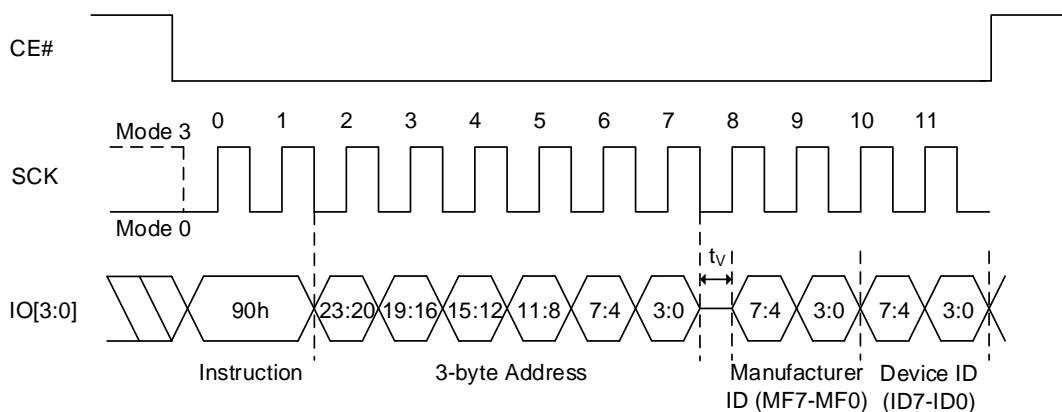 CE#
0 1 2 3 4 5 6 7 8 9 10 11
Mode 3
SCK
Mode 0
tV
IO[3:0]
90h 23:20 19:16 15:12 11:8 7:4 3:0 7:4 3:0 7:4 3:0
Instruction 3-byte Address Manufacturer Device ID
ID (MF7-MF0) (ID7-ID0)